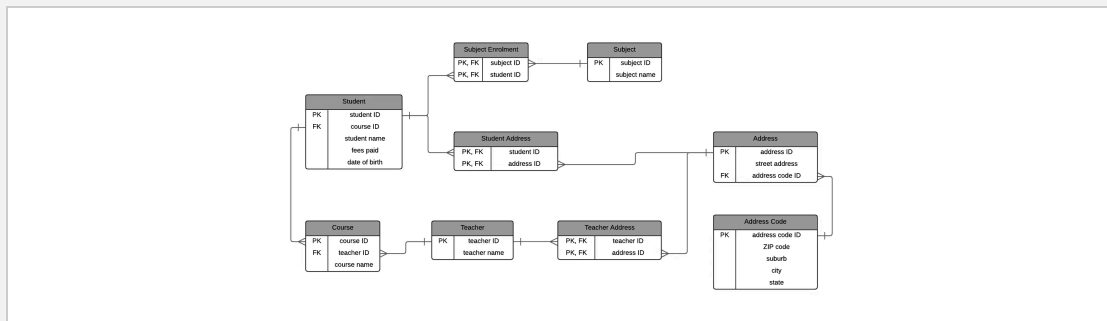 Subject Enrolment
PK, FK subject ID
PK, FK student ID
Subject
PK subject ID
subject name
Student
PK student ID
FK course ID
student name
fees paid
date of birth
Student Address
PK, FK student ID
PK, FK address ID
Address
PK address ID
street address
FK address code ID
Course
PK course ID
FK teacher ID
course name
Teacher
PK teacher ID
teacher name
Teacher Address
PK, FK teacher ID
PK, FK address ID
Address Code
PK address code ID
ZIP code
suburb
city
state